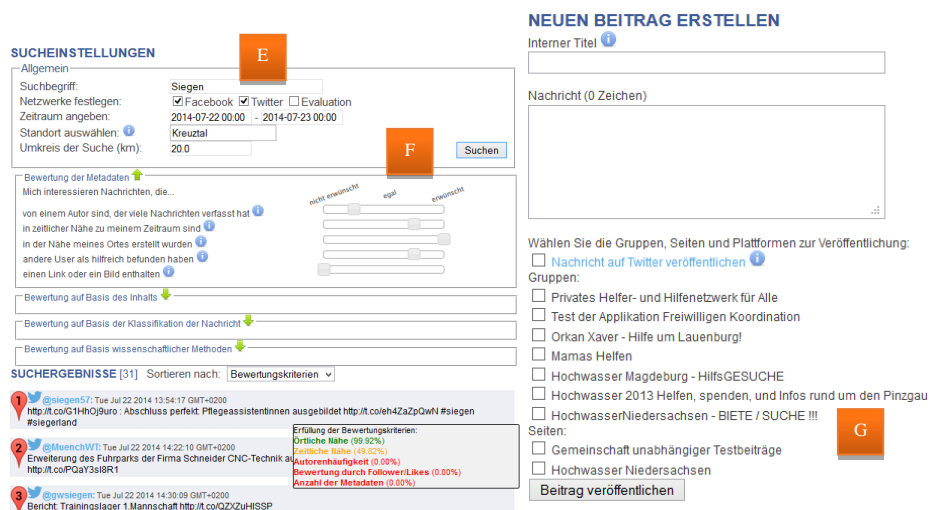 SUCHEINSTELLUNGEN
E
Allgemein
Suchbegriff: Siegen
Netzwerke festlegen: Facebook Twitter Evaluation
Zeitraum angeben: 2014-07-22 00:00 - 2014-07-23 00:00
Standort auswählen: Kreuztal
Umkreis der Suche (km): 20.0
F
Suchen
Bewertung der Metadaten
Mich interessieren Nachrichten, die...
nicht erwünscht egal erwünscht
von einem Autor sind, der viele Nachrichten verfasst hat
in zeitlicher Nähe zu meinem Zeitraum sind
in der Nähe meines Ortes erstellt wurden
andere User als hilfreich befunden haben
einen Link oder ein Bild enthalten
Bewertung auf Basis des Inhalts
Bewertung auf Basis der Klassifikation der Nachricht
Bewertung auf Basis wissenschaftlicher Methoden
SUCHERGEBNISSE [31] Sortieren nach: Bewertungskriterien
1 @siegen57: Tue Jul 22 2014 13:54:17 GMT+0200
http://t.co/G1HhOj9uro : Abschluss perfekt: Pflegeassistentinnen ausgebildet http://t.co/eh4ZaZpQwN #siegen
#siegerland
2 @MuenchWT: Tue Jul 22 2014 14:22:10 GMT+0200
Erweiterung des Fuhrparks der Firma Schneider CNC-Technik au
http://t.co/PQaY3sI8R1
Erfüllung der Bewertungskriterien:
Örtliche Nähe (99.92%)
Zeitliche Nähe (49.82%)
Autorenhäufigkeit (0.00%)
Bewertung durch Follower/Likes (0.00%)
Anzahl der Metadaten (0.00%)
3 @gwsiegen: Tue Jul 22 2014 14:30:09 GMT+0200
Bericht: Trainingslager 1.Mannschaft http://t.co/QZXZuHISSP
NEUEN BEITRAG ERSTELLEN
Interner Titel
Nachricht (0 Zeichen)
Wählen Sie die Gruppen, Seiten und Plattformen zur Veröffentlichung:
Nachricht auf Twitter veröffentlichen
Gruppen:
Privates Helfer- und Hilfenetzwerk für Alle
Test der Applikation Freiwilligen Koordination
Orkan Xaver - Hilfe um Lauenburg!
Mamas Helfen
Hochwasser Magdeburg - HilfsGESUCHE
Hochwasser 2013 Helfen, spenden, und Infos rund um den Pinzgau
HochwasserNiedersachsen - BIETE / SUCHE !!!
G
Seiten:
Gemeinschaft unabhängiger Testbeiträge
Hochwasser Niedersachsen
Beitrag veröffentlichen